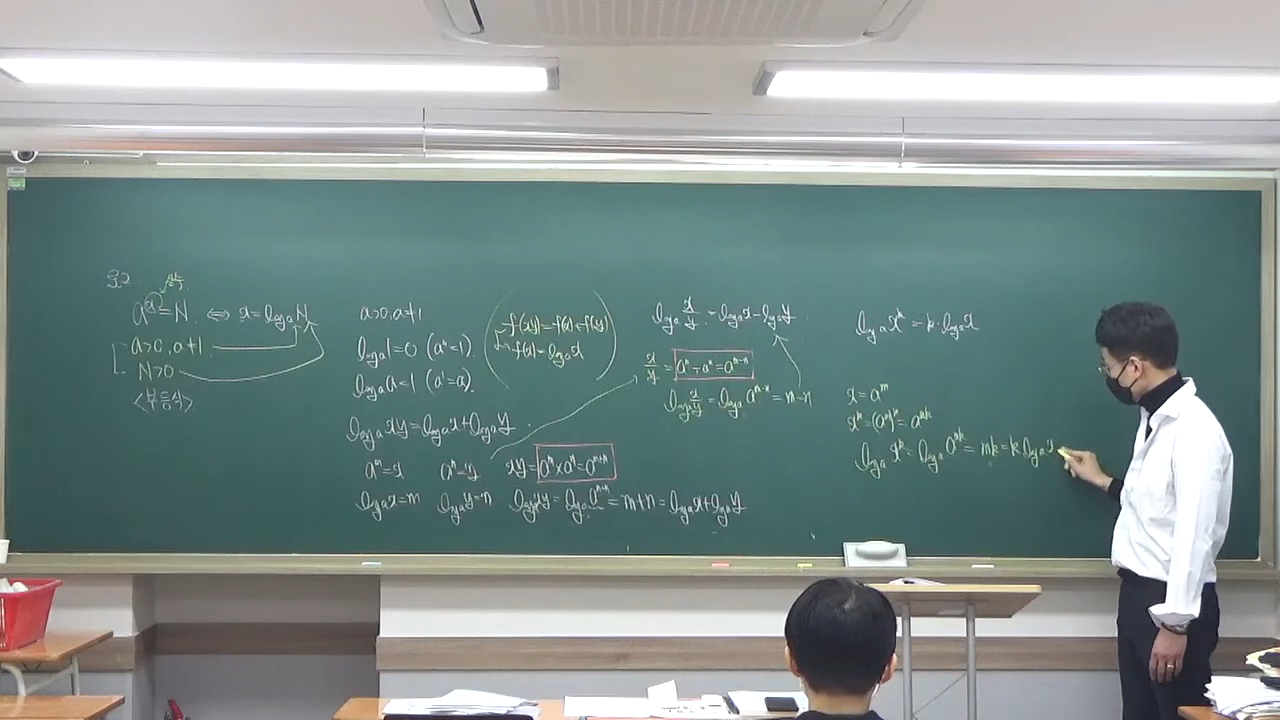 a^x=N ⇔ x=log_a N
a>0, a≠1
N>0
<부등식>
a>0, a≠1
log_a 1=0 (a^0=1)
log_a a=1 (a^1=a)
f(xy)=f(x)+f(y)
f(x)=log_a x
log_a xy=log_a x+log_a y
a^m=x a^n=y xy=a^m×a^n=a^{m+n}
log_a x=m log_a y=n log_a xy=log_a a^{m+n}=m+n=log_a x+log_a y
log_a x/y=log_a x-log_a y
x/y=a^m÷a^n=a^{m-n}
log_a x/y=log_a a^{m-n}=m-n
log_a x^k=k·log_a x
x=a^m
x^k=(a^m)^k=a^{mk}
log_a x^k=log_a a^{mk}=mk=k log_a x